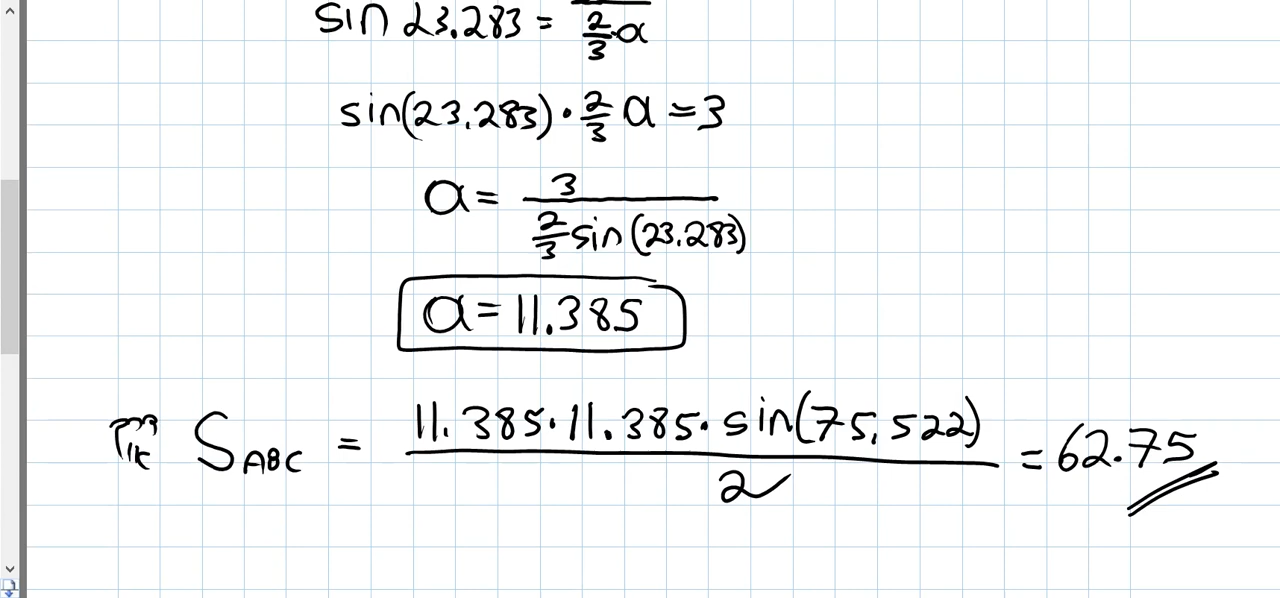 sin 23.283 = 2/3 a
sin(23.283) · 2/3 a = 3
a = 3 / (2/3 sin(23.283))
a = 11.385
S ABC = (11.385 · 11.385 · sin(75.522)) / 2 = 62.75